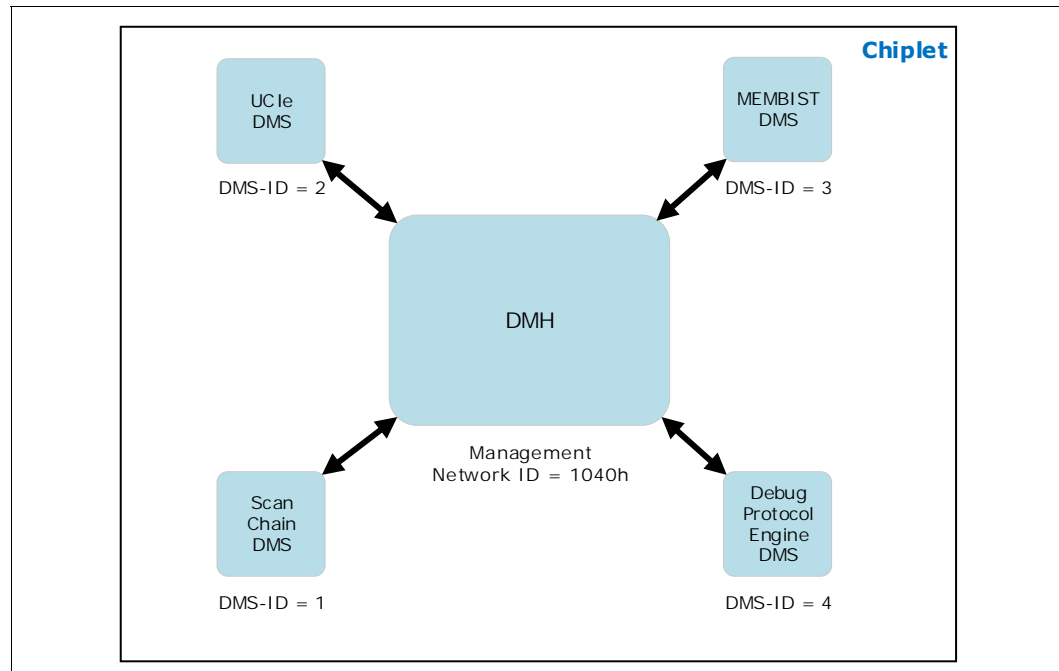 Chiplet
UCIe
DMS
DMS-ID = 2
MEMBIST
DMS
DMS-ID = 3
DMH
Management
Network ID = 1040h
Scan
Chain
DMS
DMS-ID = 1
Debug
Protocol
Engine
DMS
DMS-ID = 4